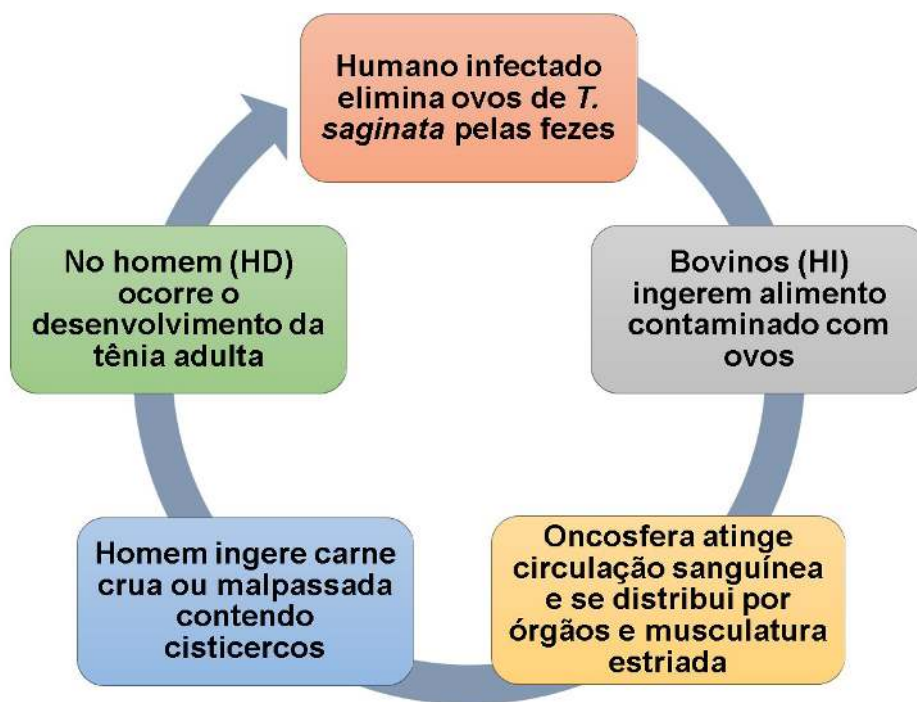 Humano infectado
elimina ovos de T.
saginata pelas fezes
Bovinos (HI)
ingerem alimento
contaminado com
ovos
Oncosfera atinge
circulação sanguínea
e se distribui por
órgãos e musculatura
estriada
Homem ingere carne
crua ou malpassada
contendo
cisticercos
No homem (HD)
ocorre o
desenvolvimento da
tênia adulta